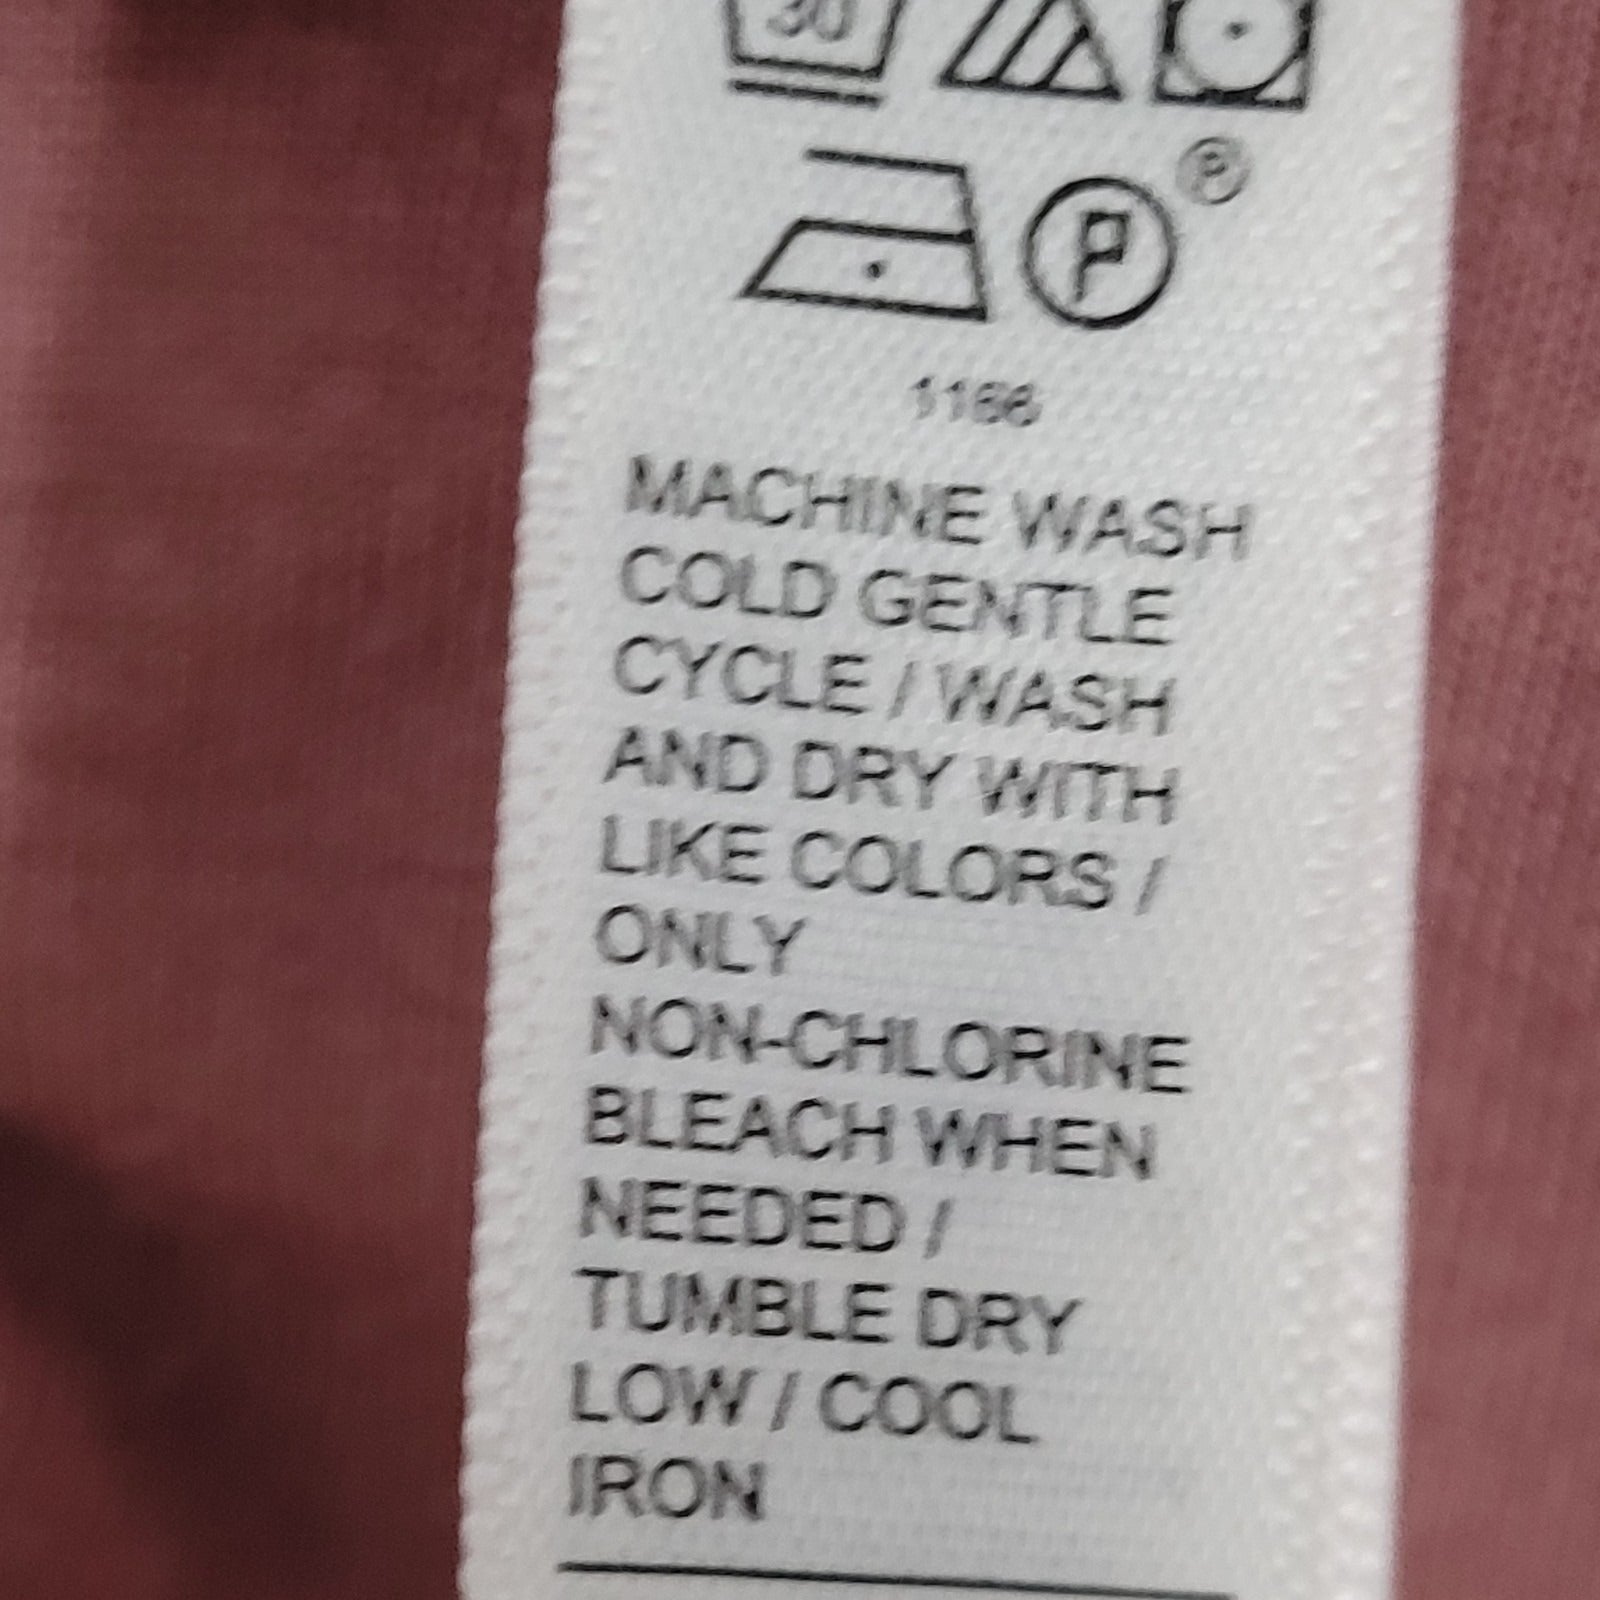 30
P
1166
MACHINE WASH
COLD GENTLE
CYCLE / WASH
AND DRY WITH
LIKE COLORS /
ONLY
NON-CHLORINE
BLEACH WHEN
NEEDED /
TUMBLE DRY
LOW / COOL
IRON